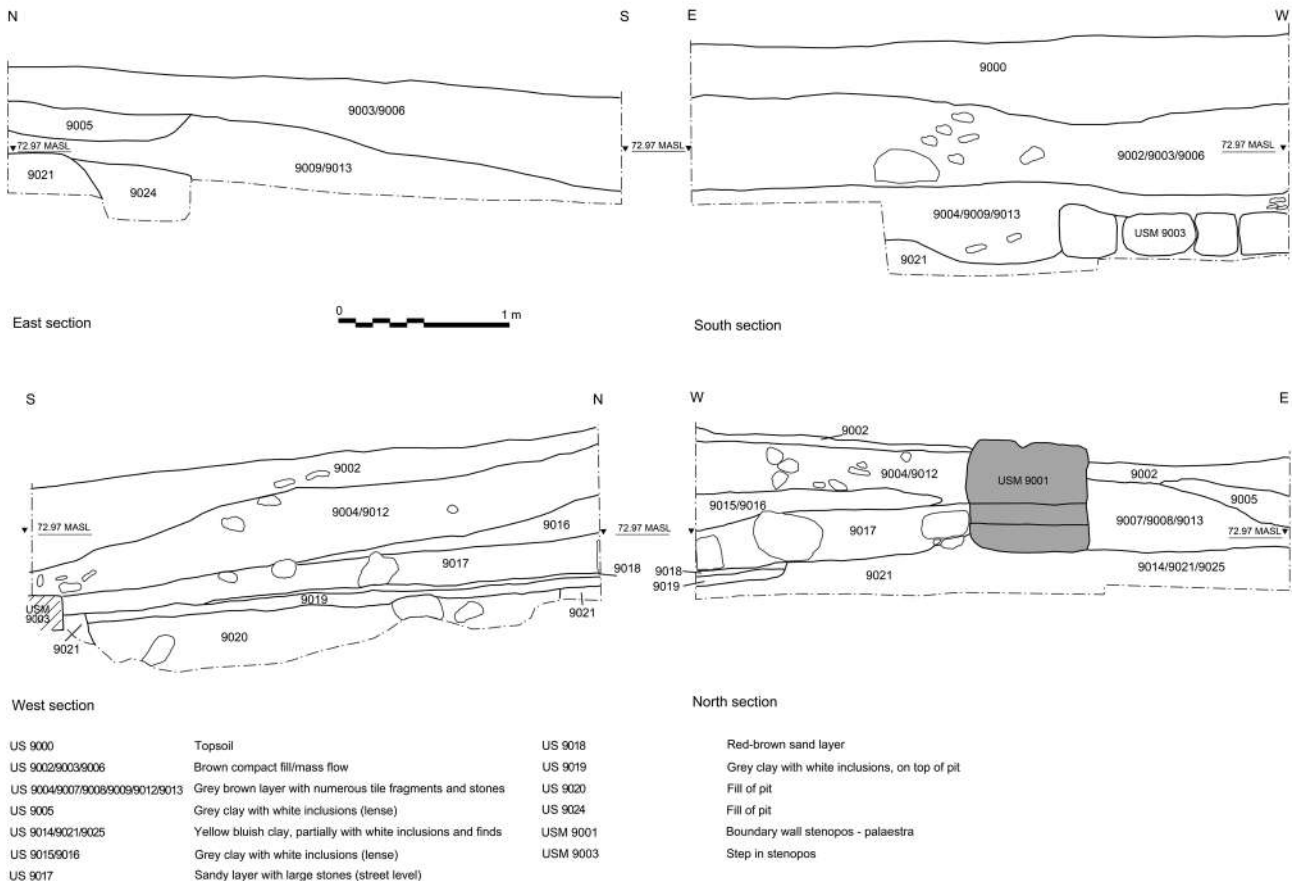 N S E W
9000
9003/9006
9005
72.97 MASL 72.97 MASL 72.97 MASL
9002/9003/9006
9009/9013
9021
9024
9004/9009/9013
USM 9003
9021
0 1 m
East section South section
S N W E
9002
9002
9004/9012
USM 9001
9002
9005
9004/9012
9015/9016
9016
9007/9008/9013
72.97 MASL 72.97 MASL 72.97 MASL
9017
9017
9018
9018
9021
9014/9021/9025
9019
9019
USM
9003
9021
9020
9021
West section North section
US 9000 Topsoil US 9018 Red-brown sand layer
US 9002/9003/9006 Brown compact fill/mass flow US 9019 Grey clay with white inclusions, on top of pit
US 9004/9007/9008/9009/9012/9013 Grey brown layer with numerous tile fragments and stones US 9020 Fill of pit
US 9005 Grey clay with white inclusions (lense) US 9024 Fill of pit
US 9014/9021/9025 Yellow bluish clay, partially with white inclusions and finds USM 9001 Boundary wall stenopos - palaestra
US 9015/9016 Grey clay with white inclusions (lense) USM 9003 Step in stenopos
US 9017 Sandy layer with large stones (street level)